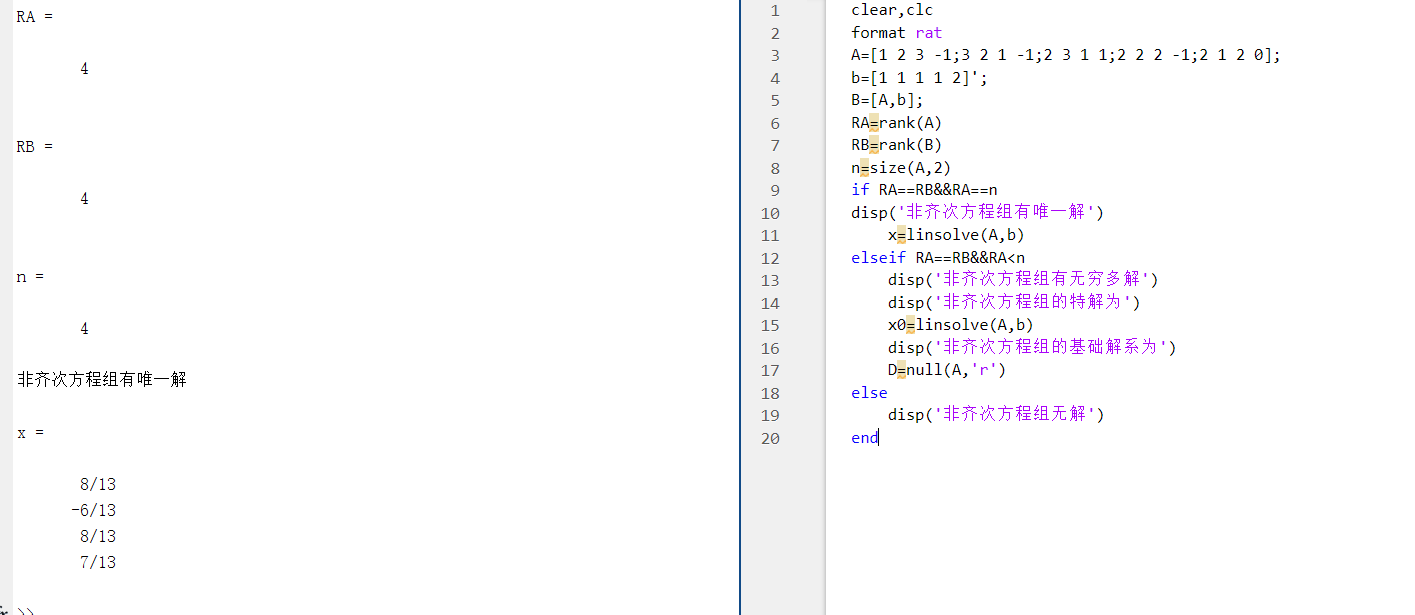 RA =
4
RB =
4
n =
4
非齐次方程组有唯一解
x =
8/13
-6/13
8/13
7/13
>>
1 clear,clc
2 format rat
3 A=[1 2 3 -1;3 2 1 -1;2 3 1 1;2 2 2 -1;2 1 2 0];
4 b=[1 1 1 1 2]';
5 B=[A,b];
6 RA=rank(A)
7 RB=rank(B)
8 n=size(A,2)
9 if RA==RB&&RA==n
10 disp('非齐次方程组有唯一解')
11 x=linsolve(A,b)
12 elseif RA==RB&&RA<n
13 disp('非齐次方程组有无穷多解')
14 disp('非齐次方程组的特解为')
15 x0=linsolve(A,b)
16 disp('非齐次方程组的基础解系为')
17 D=null(A,'r')
18 else
19 disp('非齐次方程组无解')
20 end